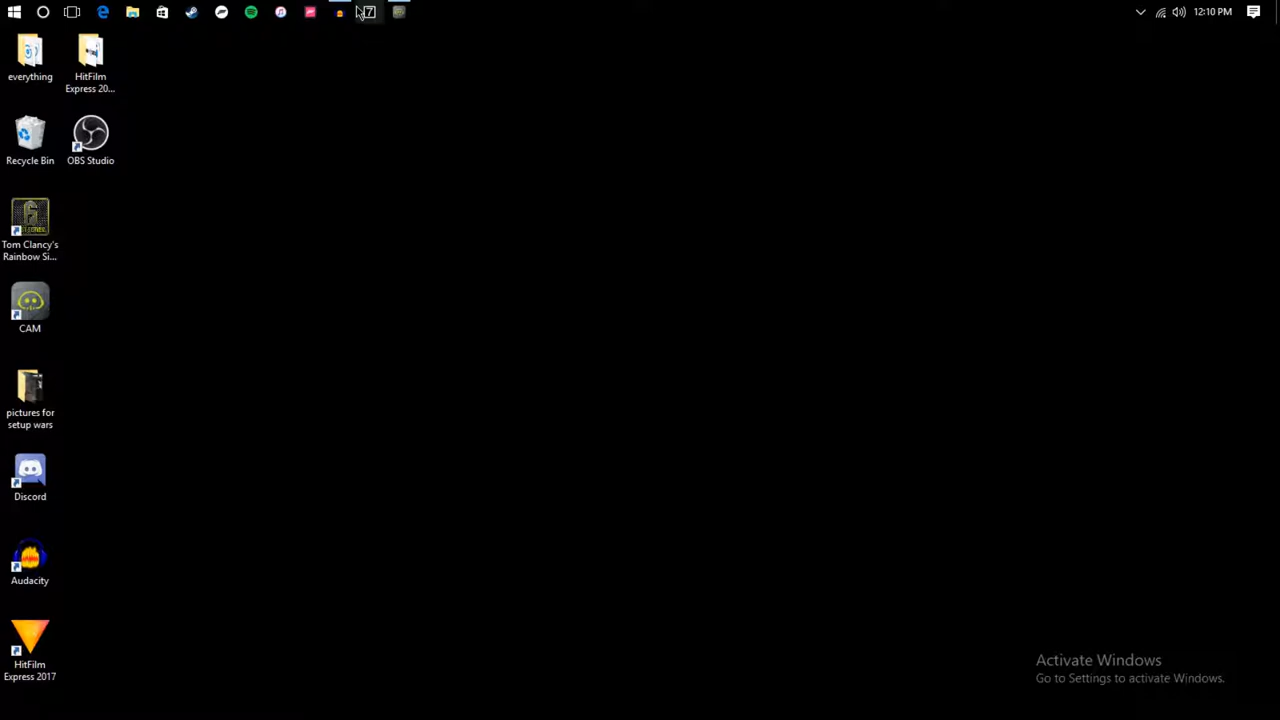 7
12:10 PM
everything
HitFilm
Express 20...
Recycle Bin
OBS Studio
Tom Clancy's
Rainbow Si...
CAM
pictures for
setup wars
Discord
Audacity
HitFilm
Express 2017
Activate Windows
Go to Settings to activate Windows.